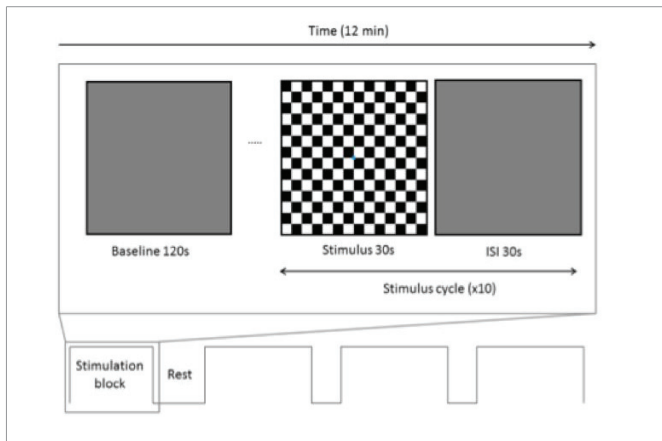 Time (12 min)
.....
Baseline 120s
Stimulus 30s
ISI 30s
Stimulus cycle (x10)
Stimulation
block
Rest